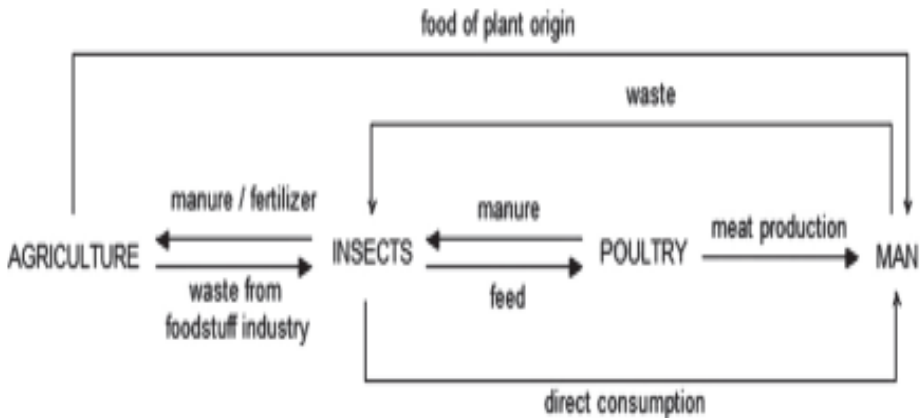 food of plant origin
waste
manure / fertilizer
manure
meat production
AGRICULTURE
INSECTS
POULTRY
MAN
waste from
foodstuff industry
feed
direct consumption